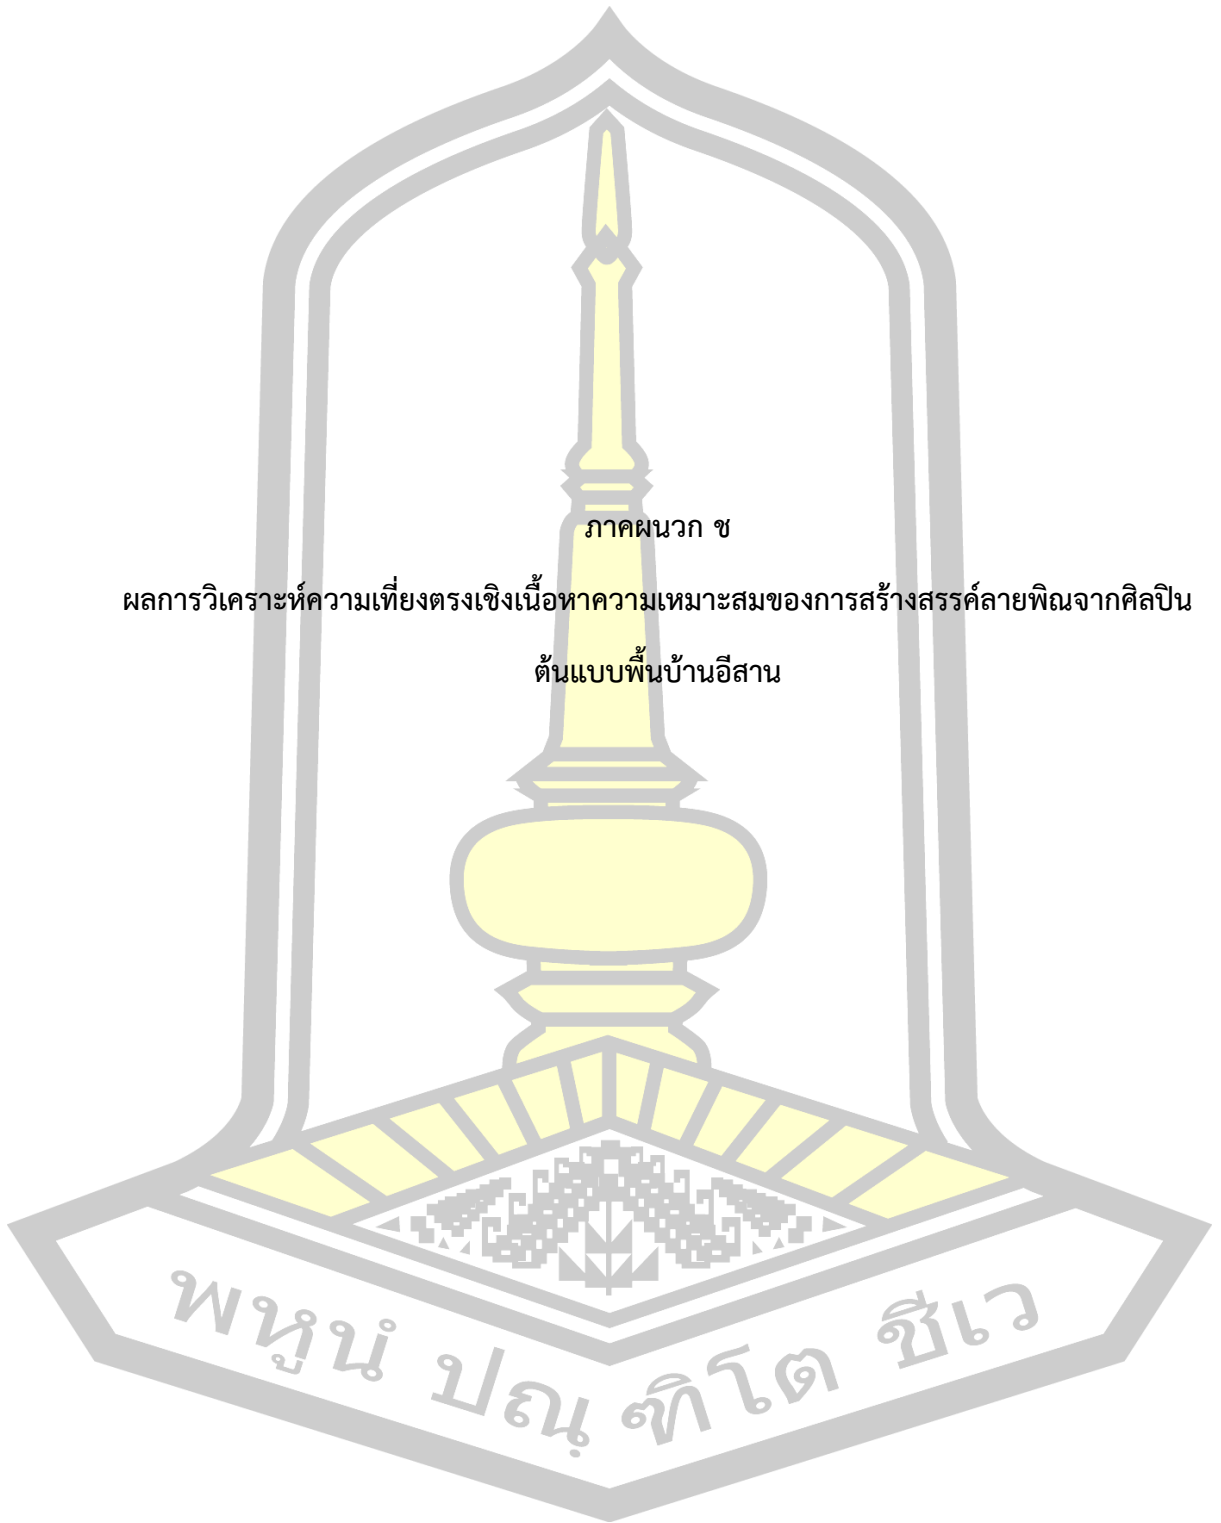 ภาคผนวก ช
ผลการวิเคราะห์ความเที่ยงตรงเชิงเนื้อหาความเหมาะสมของการสร้างสรรค์ลายพิณจากศิลปิน
ต้นแบบพื้นบ้านอีสาน
พหูนํ ปณฺฑิโต ชีเว